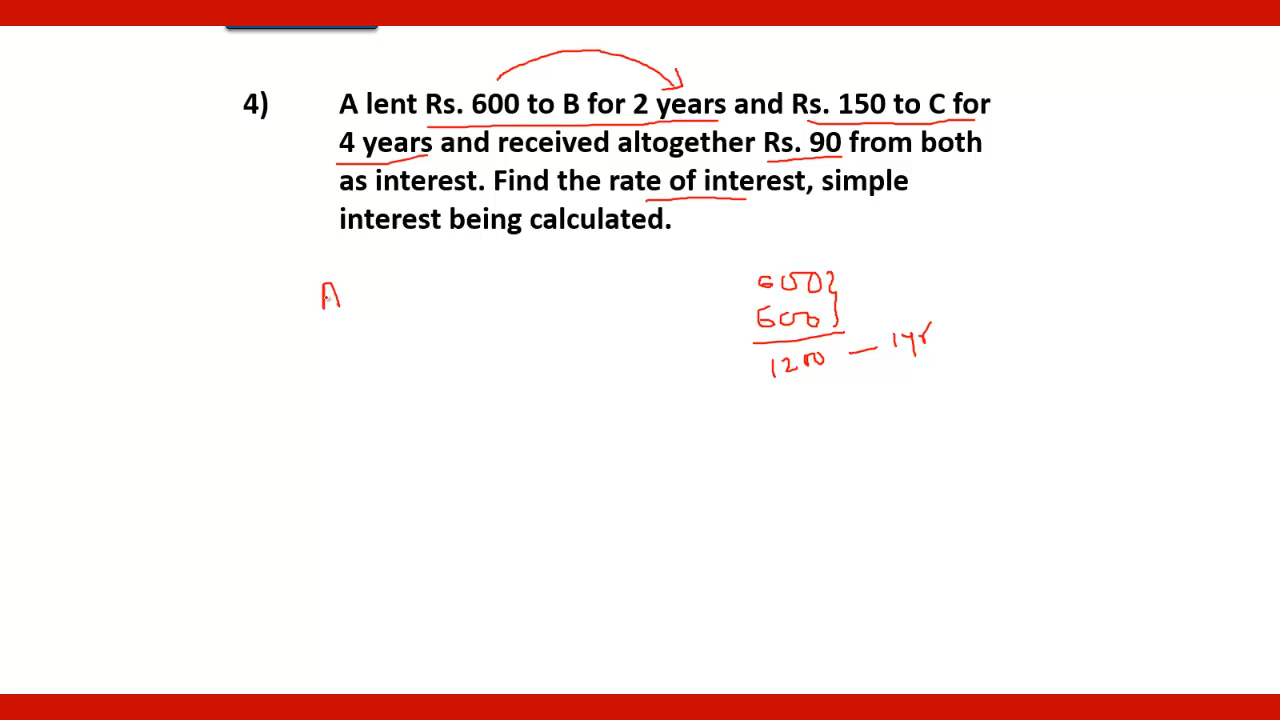 4) A lent Rs. 600 to B for 2 years and Rs. 150 to C for
4 years and received altogether Rs. 90 from both
as interest. Find the rate of interest, simple
interest being calculated.
A
600
600
1200 — 1yr